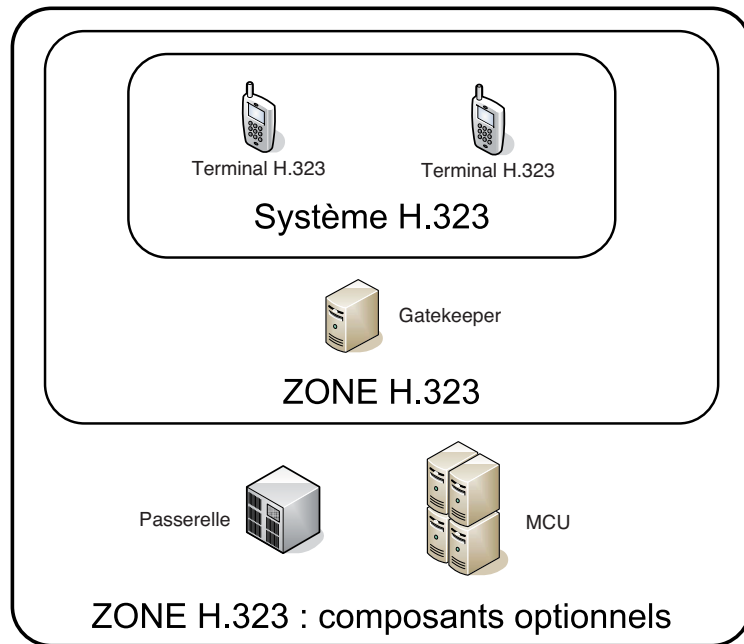 Terminal H.323
Terminal H.323
Système H.323
Gatekeeper
ZONE H.323
Passerelle
MCU
ZONE H.323 : composants optionnels